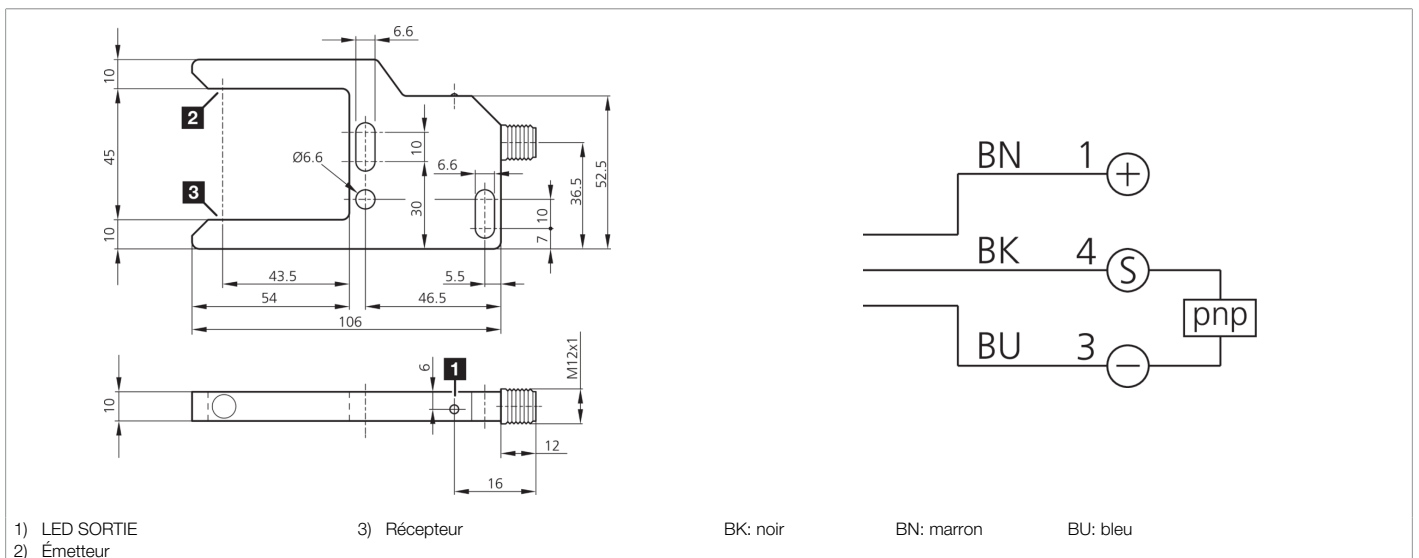 6.6
10
2
45
Ø6.6
10
6.6
36.5
52.5
3
30
10
10
7
43.5
5.5
54
46.5
106
M12x1
6
1
10
12
16
BN 1 +
BK 4 S
pnp
BU 3 −
1) LED SORTIE 3) Récepteur BK: noir BN: marron BU: bleu
2) Émetteur